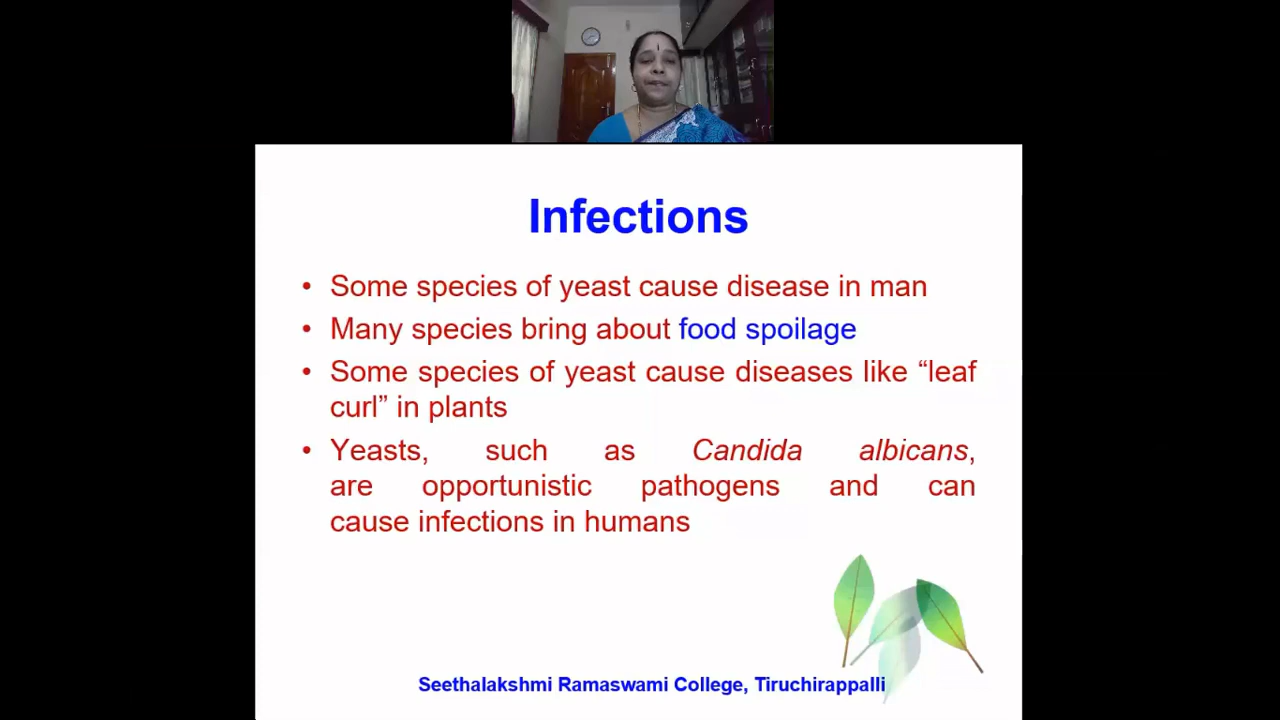 Infections
• Some species of yeast cause disease in man
• Many species bring about food spoilage
• Some species of yeast cause diseases like “leaf
curl” in plants
• Yeasts, such as Candida albicans,
are opportunistic pathogens and can
cause infections in humans
Seethalakshmi Ramaswami College, Tiruchirappalli